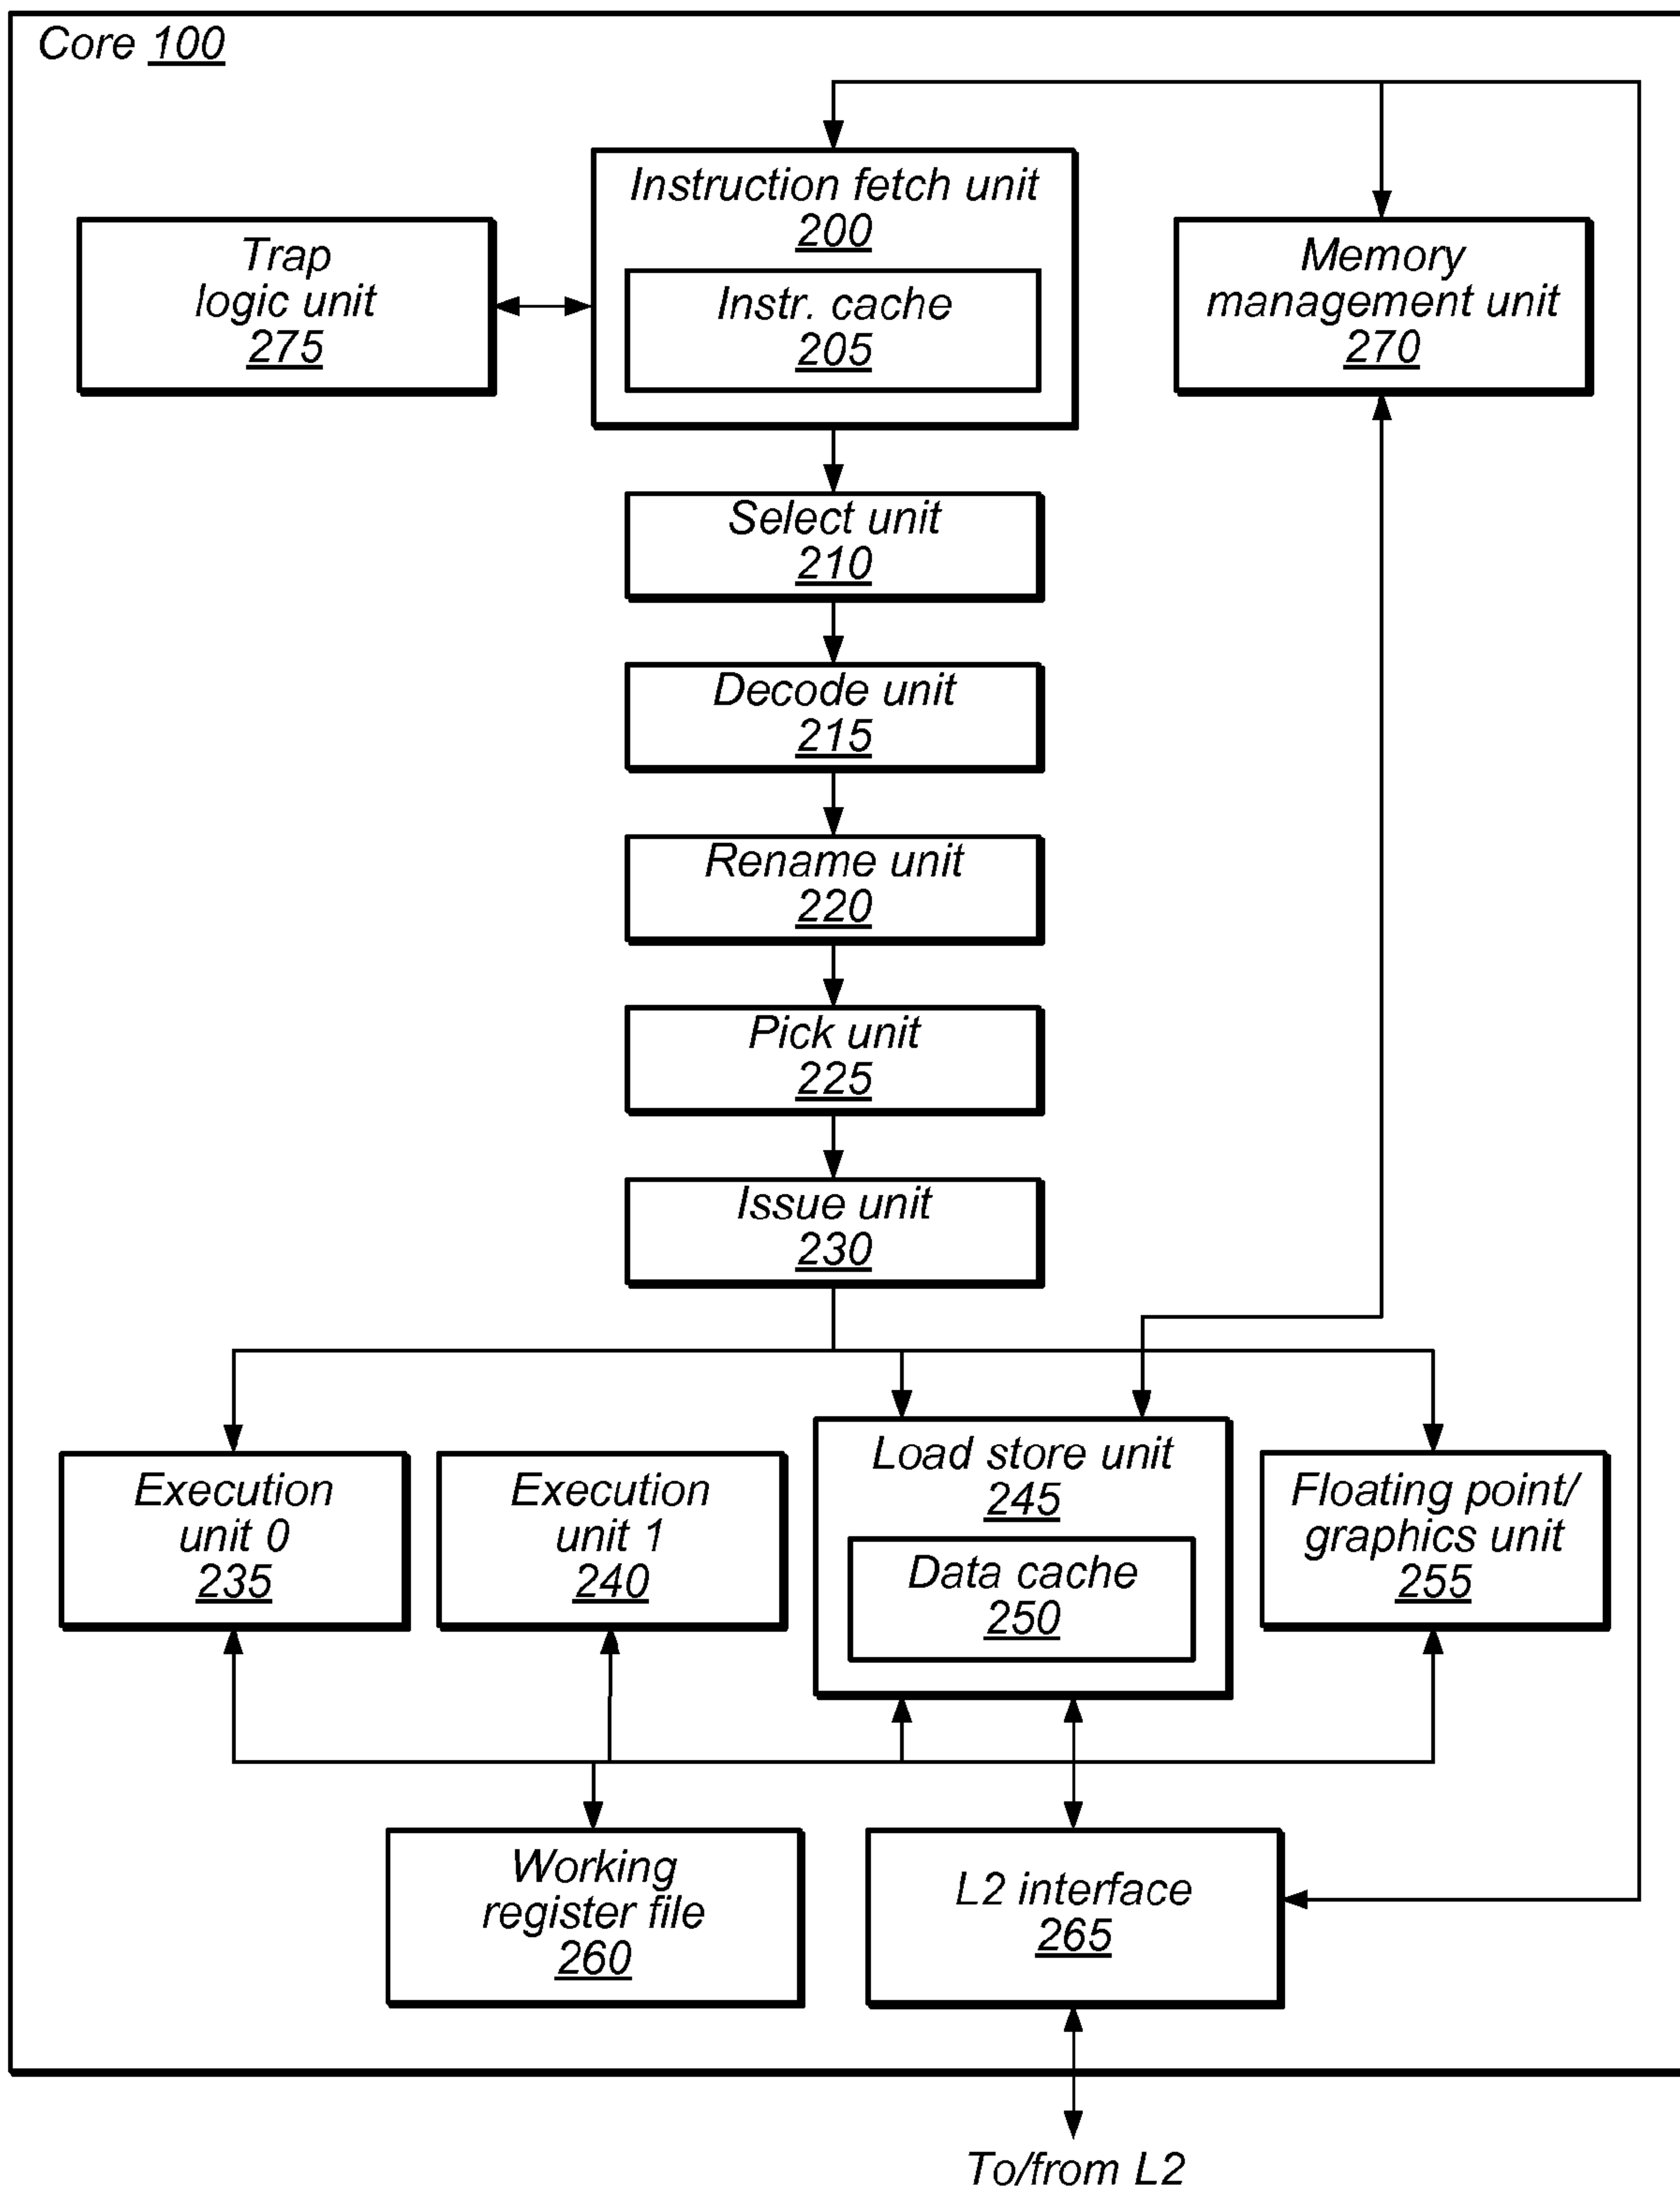 Core 100
Instruction fetch unit
200
Instr. cache
205
Trap
logic unit
275
Memory
management unit
270
Select unit
210
Decode unit
215
Rename unit
220
Pick unit
225
Issue unit
230
Execution
unit 0
235
Execution
unit 1
240
Load store unit
245
Data cache
250
Floating point/
graphics unit
255
Working
register file
260
L2 interface
265
To/from L2